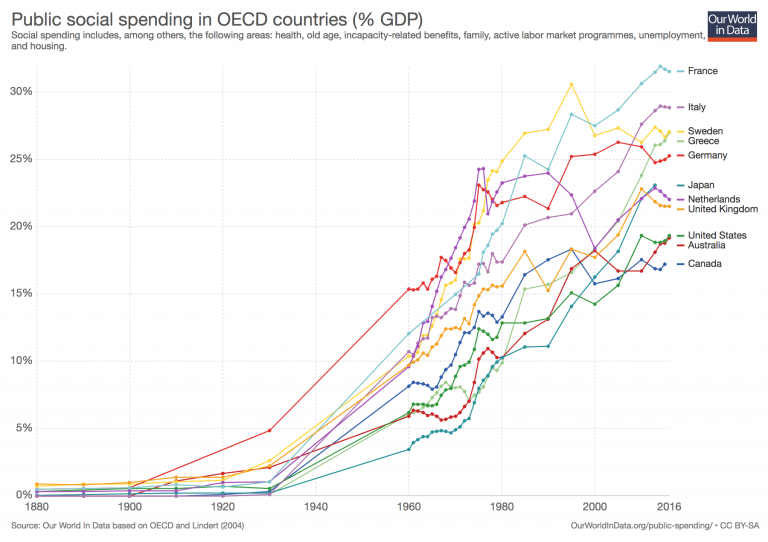 Public social spending in OECD countries (% GDP)
Social spending includes, among others, the following areas: health, old age, incapacity-related benefits, family, active labor market programmes, unemployment,
and housing.
Our World
in Data
30%
25%
20%
15%
10%
5%
0%
1880
1900
1920
1940
1960
1980
2000
2016
France
Italy
Sweden
Greece
Germany
Japan
Netherlands
United Kingdom
United States
Australia
Canada
Source: Our World In Data based on OECD and Lindert (2004)
OurWorldInData.org/public-spending/ • CC BY-SA